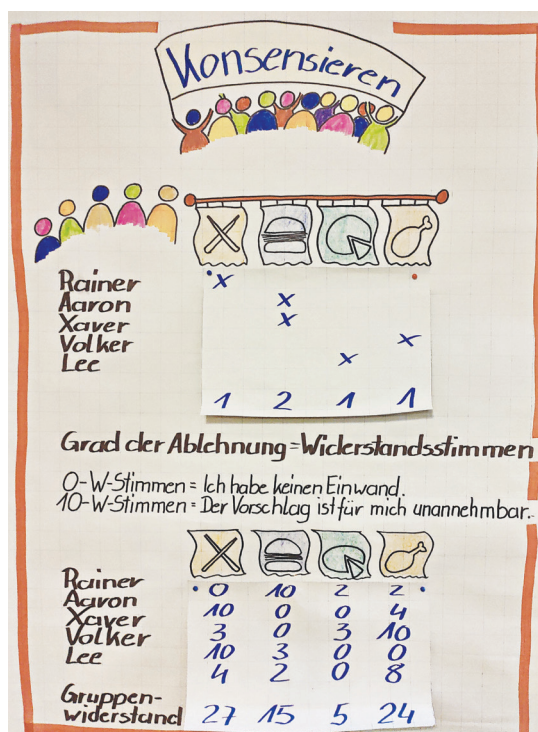 Konsensieren
Rainer x
Aaron x
Xaver x
Volker x
Lee x
1 2 1 1
Grad der Ablehnung = Widerstandsstimmen
0-W-Stimmen = Ich habe keinen Einwand.
10-W-Stimmen = Der Vorschlag ist für mich unannehmbar.
Rainer 0 10 2 2
Aaron 10 0 0 4
Xaver 3 0 3 10
Volker 10 3 0 0
Lee 4 2 0 8
Gruppen-
widerstand 27 15 5 24